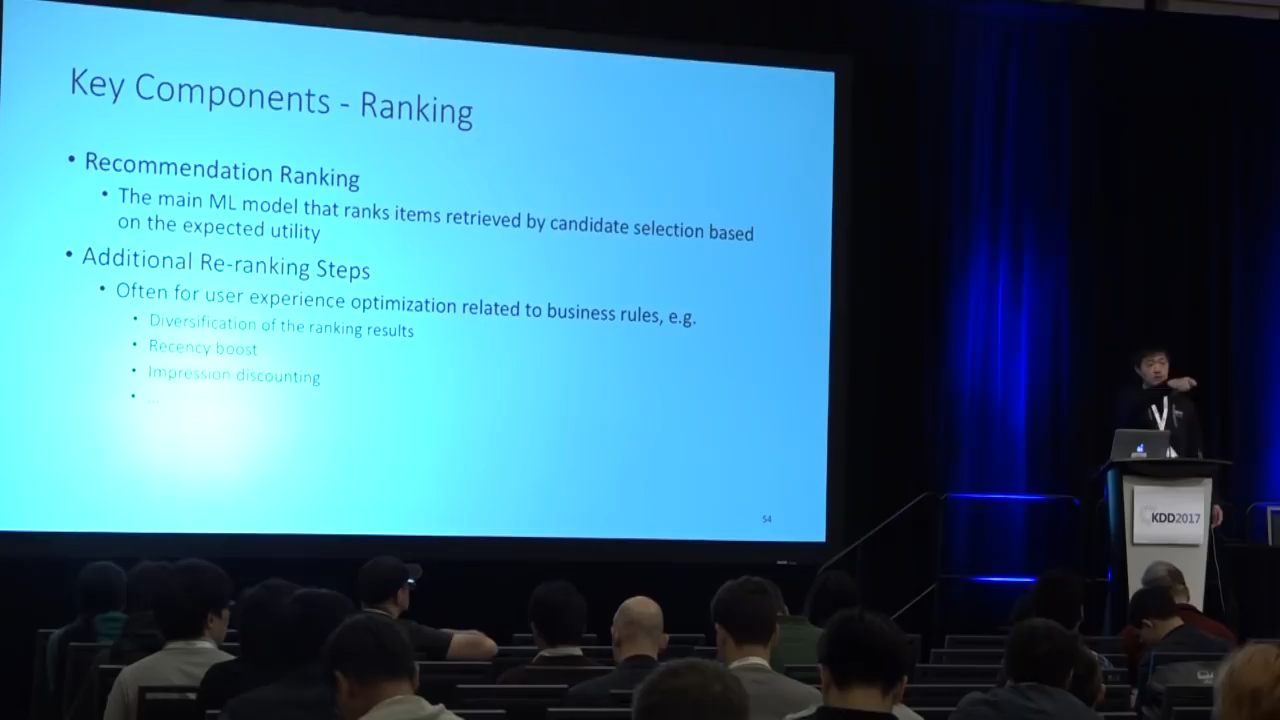 Key Components - Ranking
• Recommendation Ranking
• The main ML model that ranks items retrieved by candidate selection based
on the expected utility
• Additional Re-ranking Steps
• Often for user experience optimization related to business rules, e.g.
• Diversification of the ranking results
• Recency boost
• Impression discounting
• ...
54
KDD2017